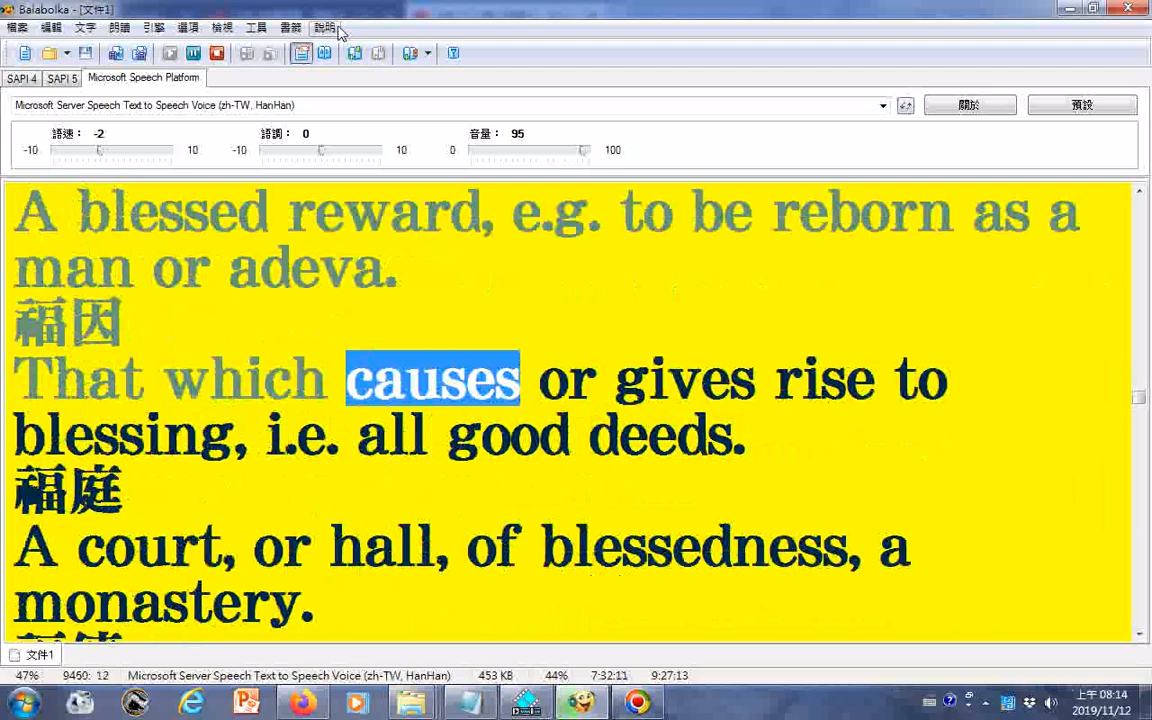 Balabolka - [文件1]
檔案 編輯 文字 朗讀 引擎 選項 檢視 工具 書籤 說明
SAPI 4 SAPI 5 Microsoft Speech Platform
Microsoft Server Speech Text to Speech Voice (zh-TW, HanHan) 關於 預設
語速： -2 語調： 0 音量： 95
-10 10 -10 10 0 100
A blessed reward, e.g. to be reborn as a
man or adeva.
福因
That which causes or gives rise to
blessing, i.e. all good deeds.
福庭
A court, or hall, of blessedness, a
monastery.
文件1
47% 9450: 12 Microsoft Server Speech Text to Speech Voice (zh-TW, HanHan) 453 KB 44% 7:32:11 9:27:13
上午 08:14
2019/11/12